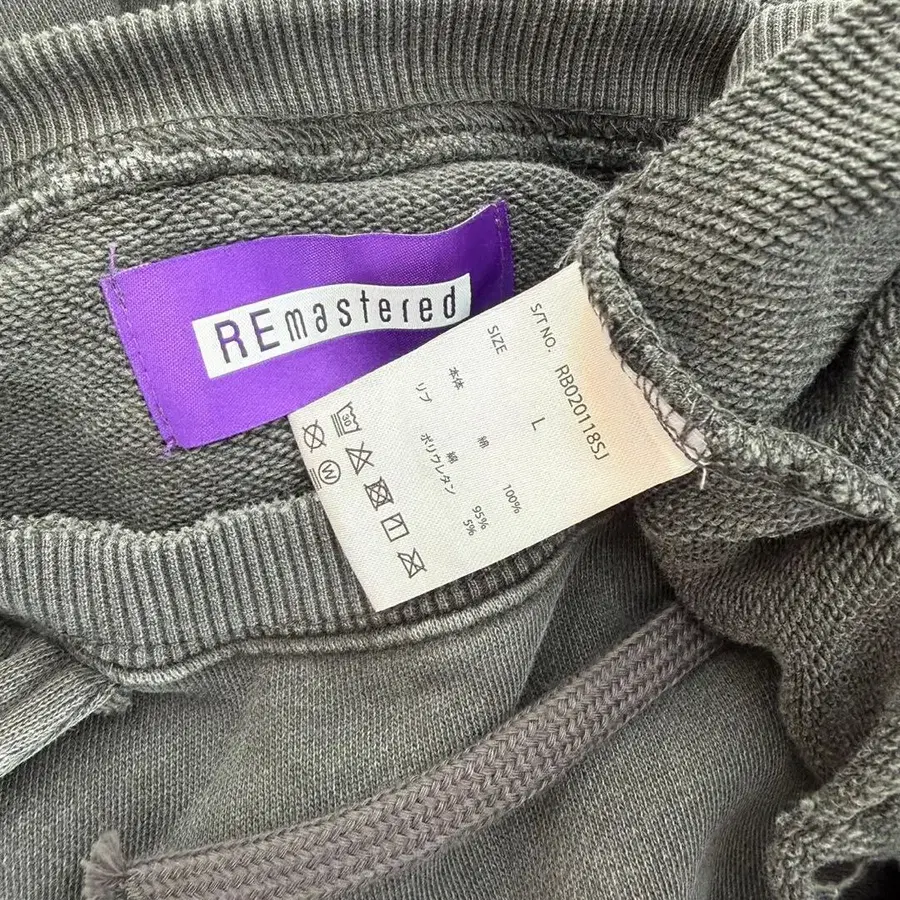 REmastered
S/T NO. RB020118SJ
SIZE L
本体 綿 100%
リブ 綿 95%
ポリウレタン 5%
30
W